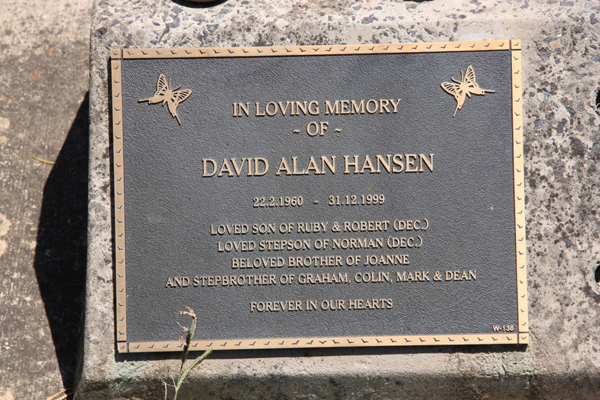 IN LOVING MEMORY
~ OF ~
DAVID ALAN HANSEN
22.2.1960 - 31.12.1999
LOVED SON OF RUBY & ROBERT (DEC.)
LOVED STEPSON OF NORMAN (DEC.)
BELOVED BROTHER OF JOANNE
AND STEPBROTHER OF GRAHAM, COLIN, MARK & DEAN
FOREVER IN OUR HEARTS
W-138